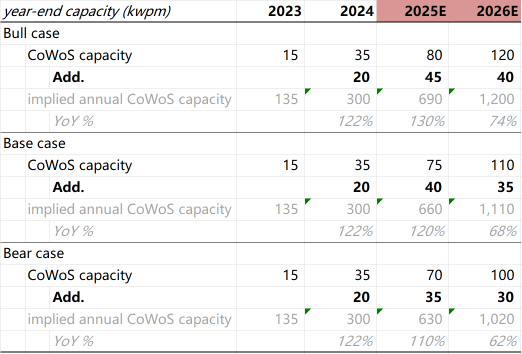 year-end capacity (kwpm) 2023 2024 2025E 2026E
Bull case
CoWoS capacity 15 35 80 120
Add. 20 45 40
implied annual CoWoS capacity 135 300 690 1,200
YoY % 122% 130% 74%
Base case
CoWoS capacity 15 35 75 110
Add. 20 40 35
implied annual CoWoS capacity 135 300 660 1,110
YoY % 122% 120% 68%
Bear case
CoWoS capacity 15 35 70 100
Add. 20 35 30
implied annual CoWoS capacity 135 300 630 1,020
YoY % 122% 110% 62%